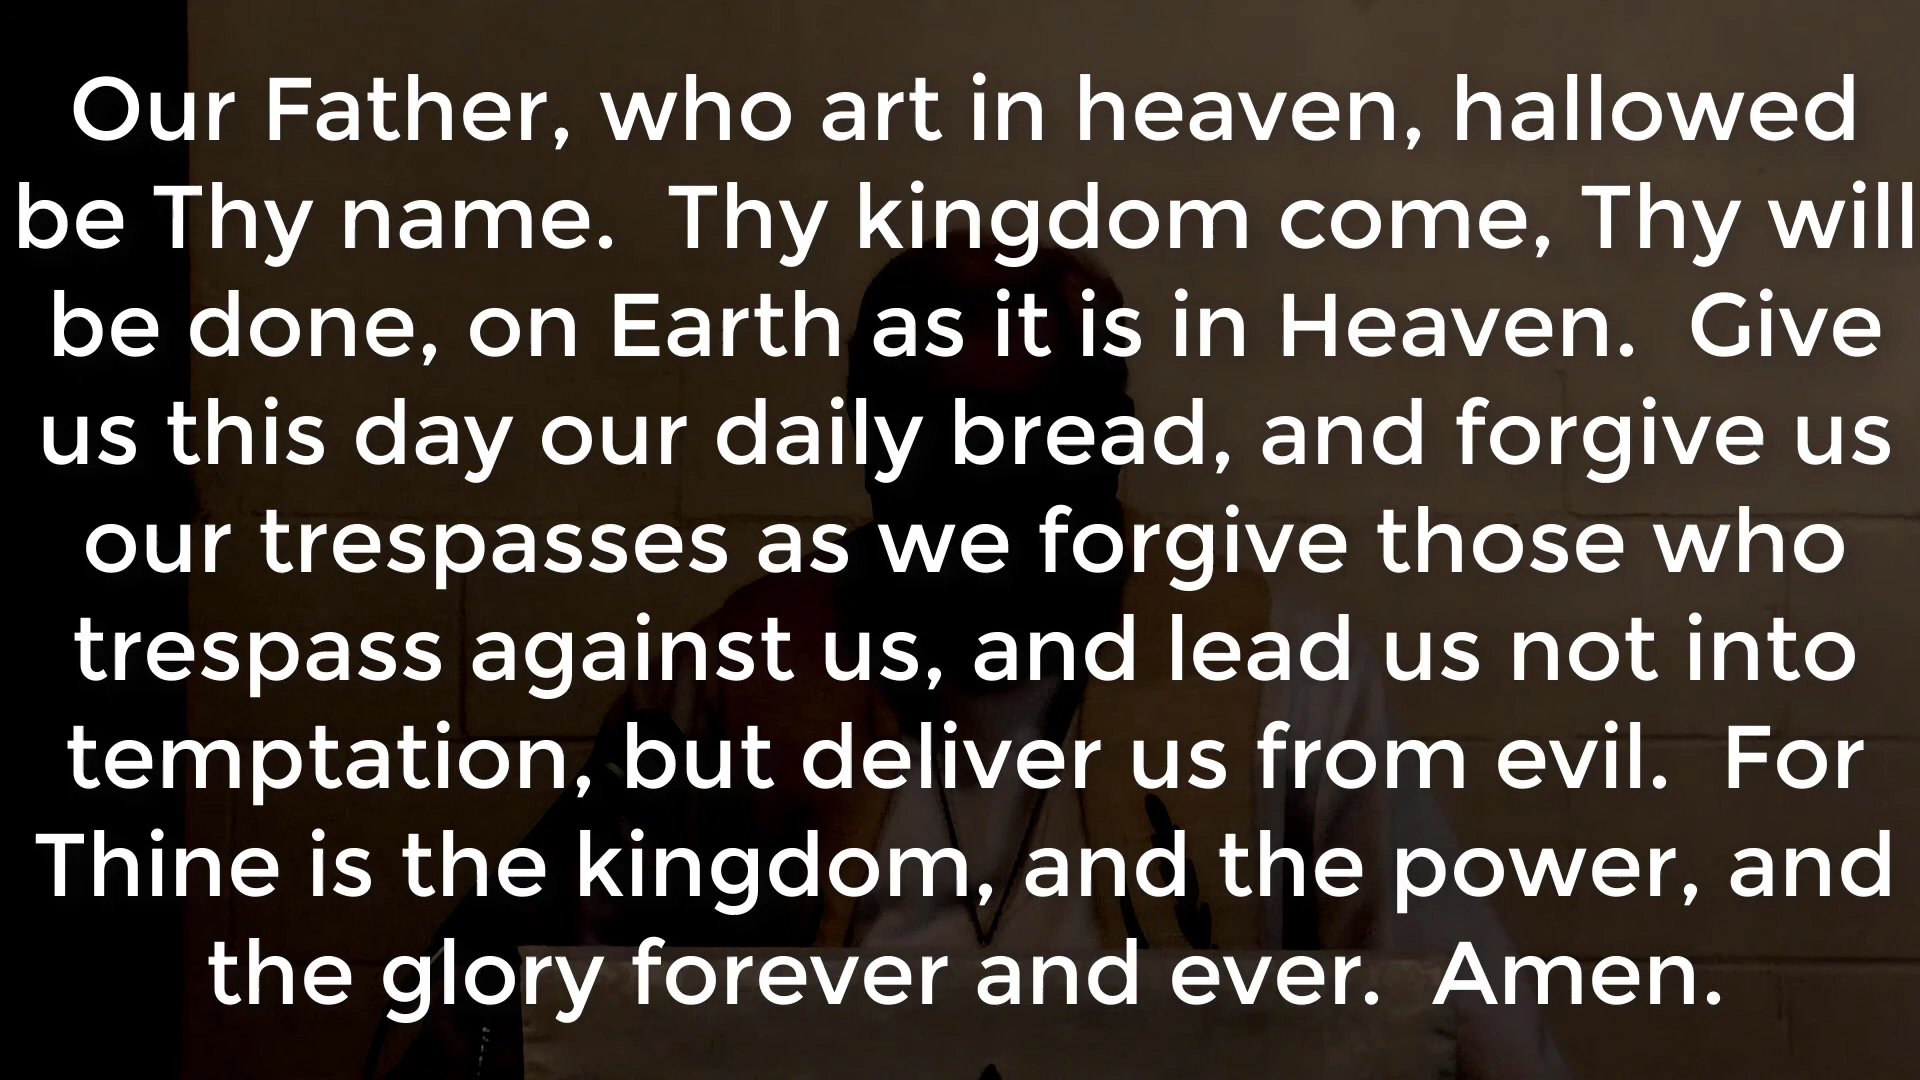 Our Father, who art in heaven, hallowed
be Thy name.  Thy kingdom come, Thy will
be done, on Earth as it is in Heaven.  Give
us this day our daily bread, and forgive us
our trespasses as we forgive those who
trespass against us, and lead us not into
temptation, but deliver us from evil.  For
Thine is the kingdom, and the power, and
the glory forever and ever.  Amen.